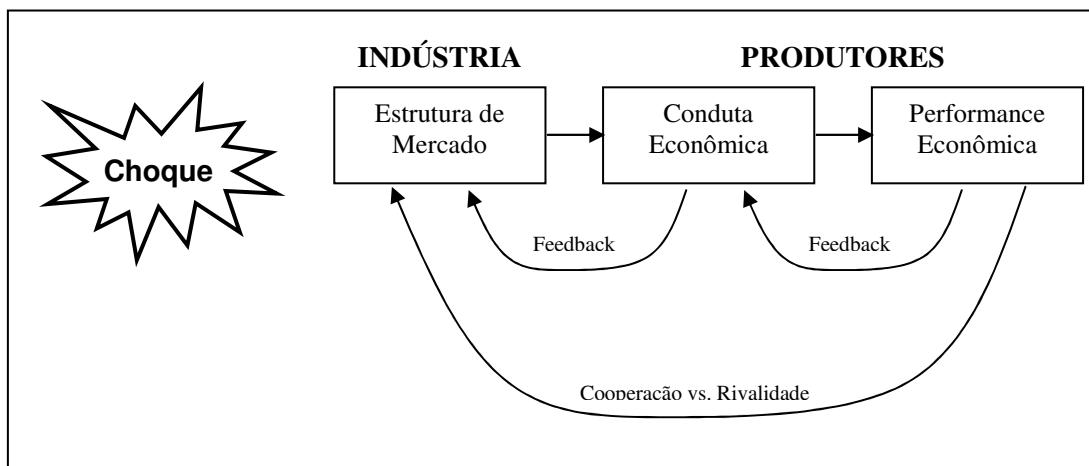 INDÚSTRIA
PRODUTORES
Choque
Estrutura de
Mercado
Conduta
Econômica
Performance
Econômica
Feedback
Feedback
Cooperação vs. Rivalidade